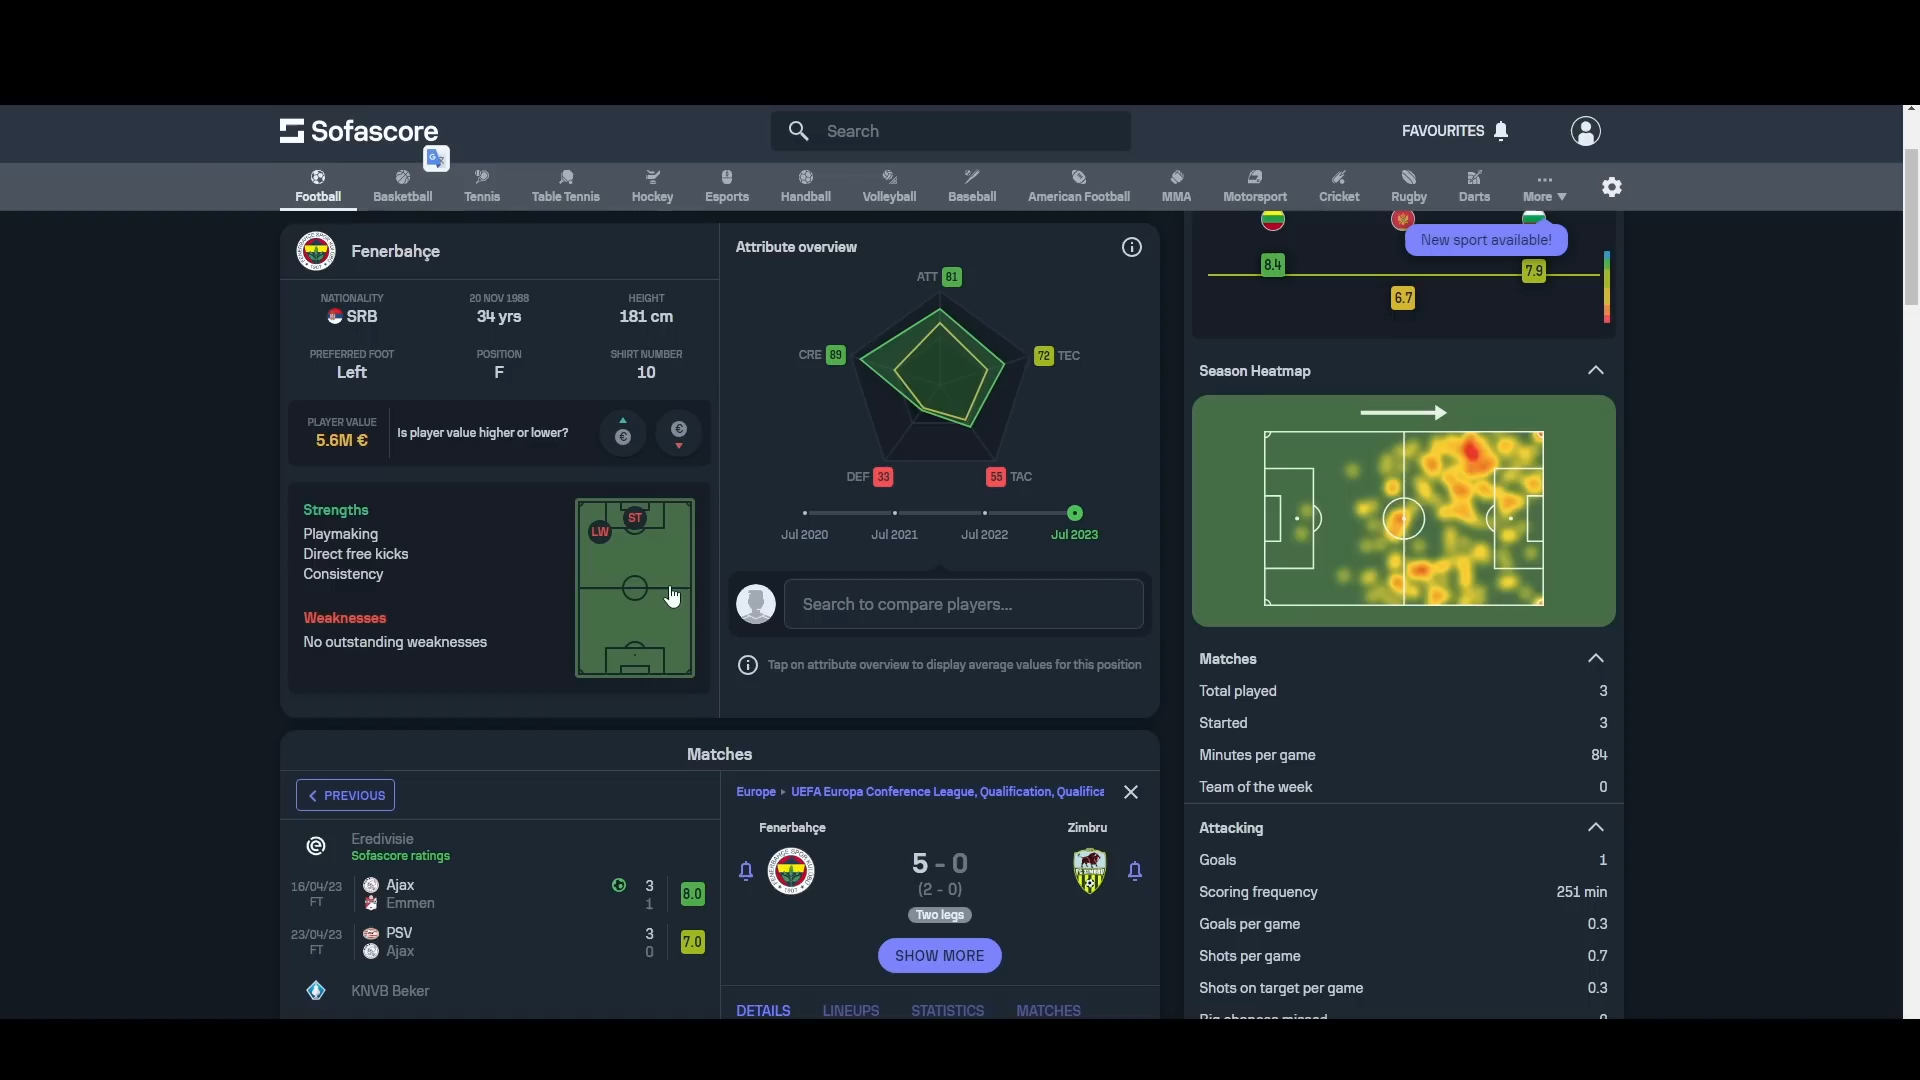 Sofascore
Search
FAVOURITES
Football
Basketball
Tennis
Table Tennis
Hockey
Esports
Handball
Volleyball
Baseball
American Football
MMA
Motorsport
Cricket
Rugby
Darts
More
New sport available!
Fenerbahçe
NATIONALITY
SRB
20 NOV 1988
34 yrs
HEIGHT
181 cm
PREFERRED FOOT
Left
POSITION
F
SHIRT NUMBER
10
PLAYER VALUE
5.6M €
Is player value higher or lower?
€
€
Strengths
Playmaking
Direct free kicks
Consistency
Weaknesses
No outstanding weaknesses
ST
LW
Attribute overview
ATT 81
CRE 89
72 TEC
DEF 33
55 TAC
Jul 2020
Jul 2021
Jul 2022
Jul 2023
Search to compare players...
Tap on attribute overview to display average values for this position
8.4
6.7
7.9
Season Heatmap
Matches
Total played 3
Started 3
Minutes per game 84
Team of the week 0
Attacking
Goals 1
Scoring frequency 251 min
Goals per game 0.3
Shots per game 0.7
Shots on target per game 0.3
Matches
PREVIOUS
Eredivisie
Sofascore ratings
16/04/23 Ajax 3
FT Emmen 1
8.0
23/04/23 PSV 3
FT Ajax 0
7.0
KNVB Beker
Europe UEFA Europa Conference League, Qualification, Qualifica
Fenerbahçe
Zimbru
5 - 0
(2 - 0)
Two legs
SHOW MORE
DETAILS
LINEUPS
STATISTICS
MATCHES